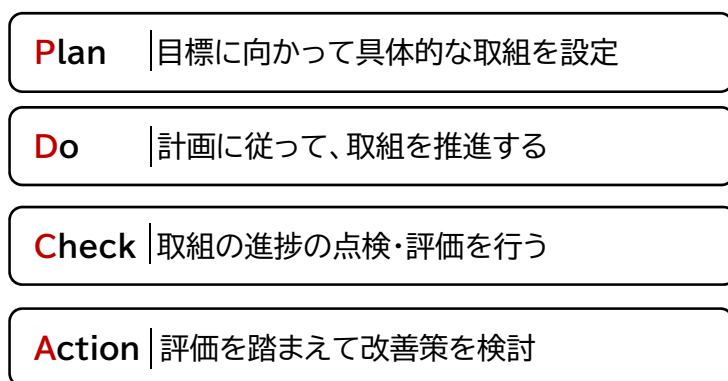 Plan 目標に向かって具体的な取組を設定
Do 計画に従って、取組を推進する
Check 取組の進捗の点検・評価を行う
Action 評価を踏まえて改善策を検討